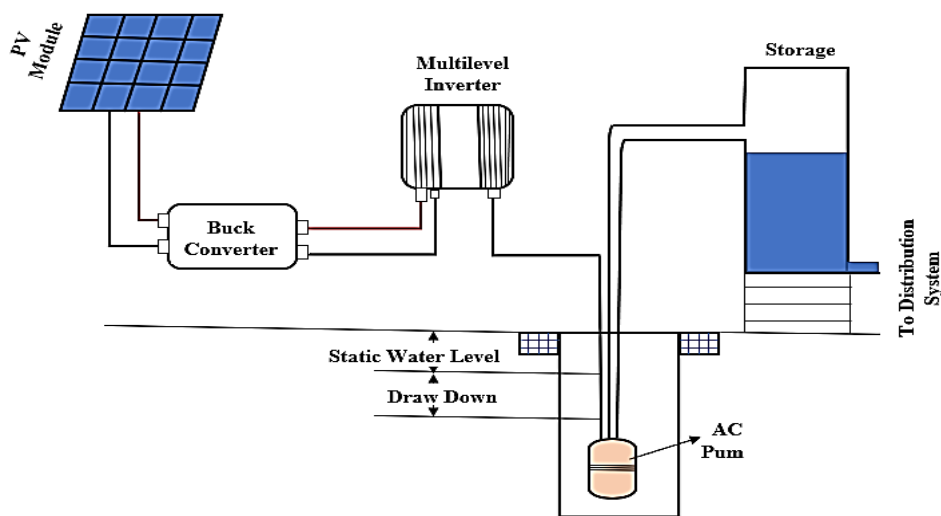 PV
Module
Multilevel
Inverter
Storage
Buck
Converter
To Distribution
System
Static Water Level
Draw Down
AC
Pum